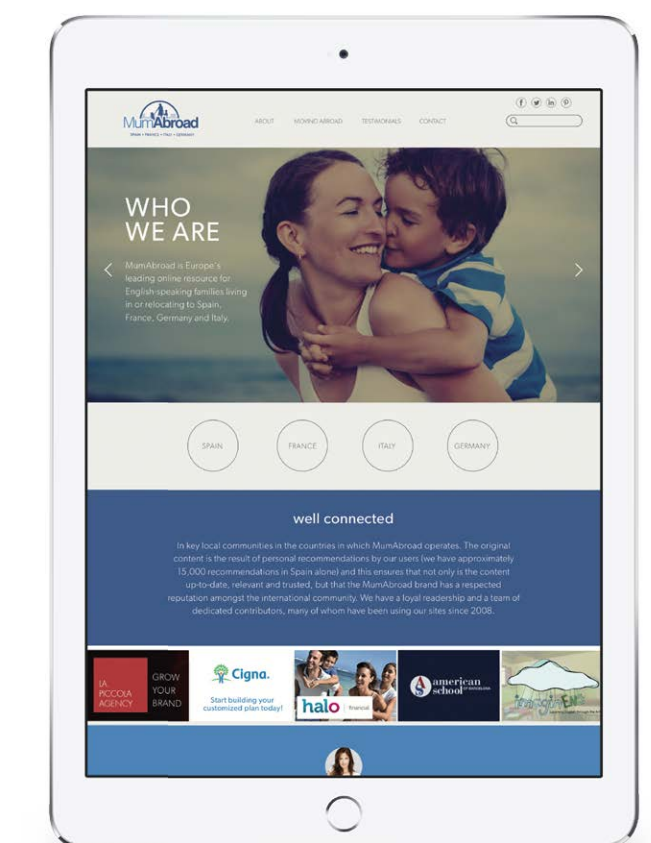 MumAbroad
SPAIN • FRANCE • ITALY • GERMANY
ABOUT MOVING ABROAD TESTIMONIALS CONTACT
WHO
WE ARE
MumAbroad is Europe's
leading online resource for
English-speaking families living
in or relocating to Spain,
France, Germany and Italy.
SPAIN FRANCE ITALY GERMANY
well connected
In key local communities in the countries in which MumAbroad operates. The original
content is the result of personal recommendations by our users (we have approximately
15,000 recommendations in Spain alone) and this ensures that not only is the content
up-to-date, relevant and trusted, but that the MumAbroad brand has a respected
reputation amongst the international community. We have a loyal readership and a team of
dedicated contributors, many of whom have been using our sites since 2008.
LA
PICCOLA
AGENCY
GROW
YOUR
BRAND
Cigna.
Start building your
customized plan today!
halo financial
AS
american
school OF BARCELONA
imaginEN